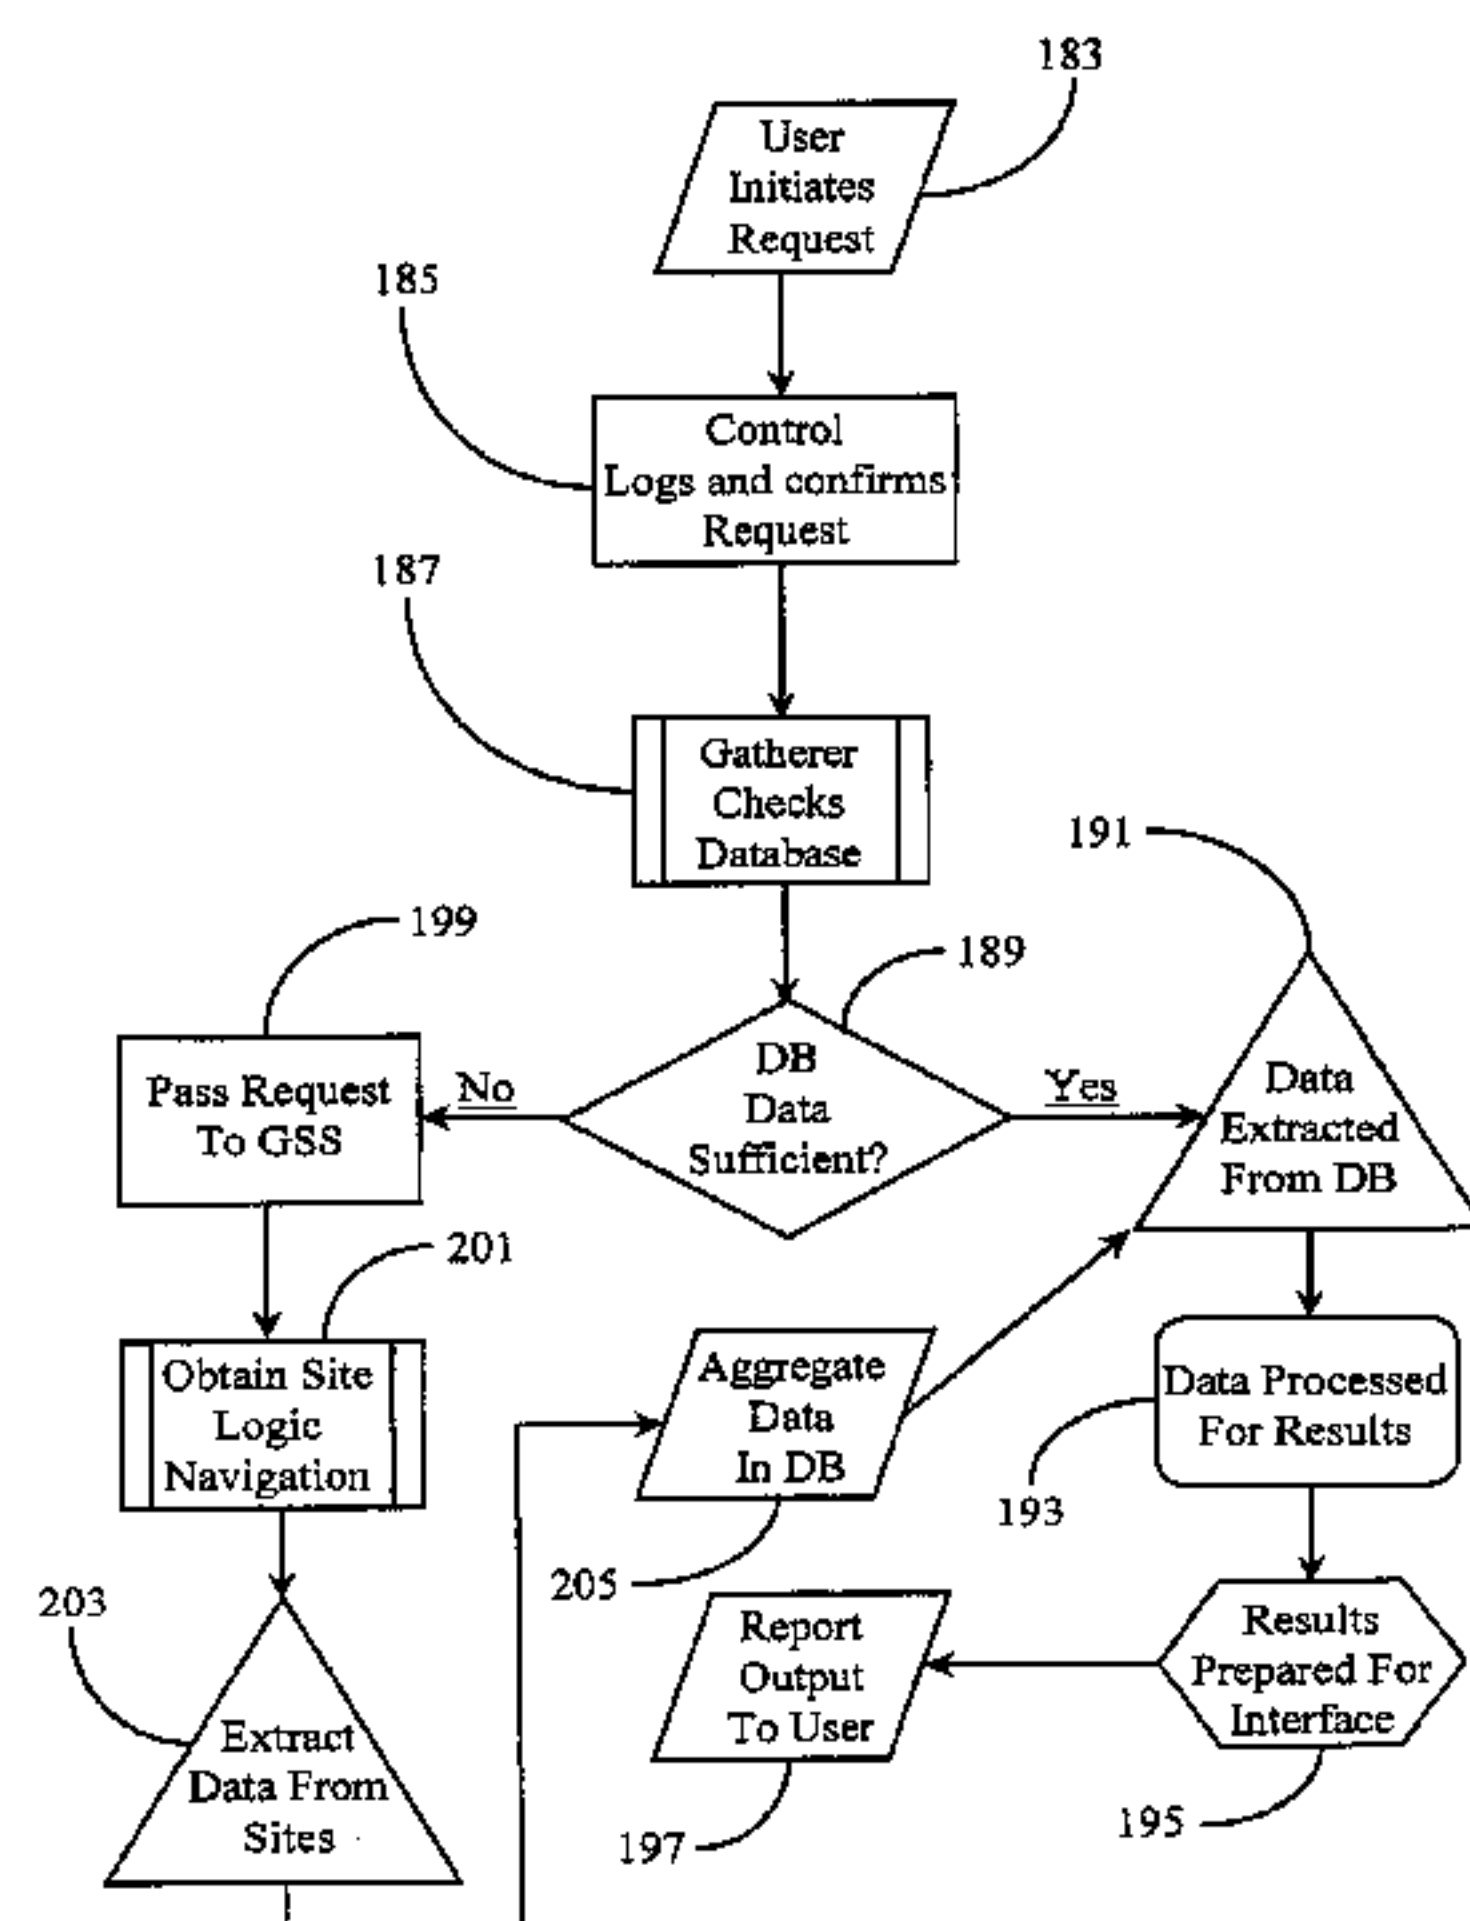 183
User
Initiates
Request
185
Control
Logs and confirms
Request
187
Gatherer
Checks
Database
191
199
189
Pass Request
To GSS
No
DB
Data
Sufficient?
Yes
Data
Extracted
From DB
201
Obtain Site
Logic
Navigation
Aggregate
Data
In DB
Data Processed
For Results
193
205
203
Report
Output
To User
Results
Prepared For
Interface
Extract
Data From
Sites
197
195